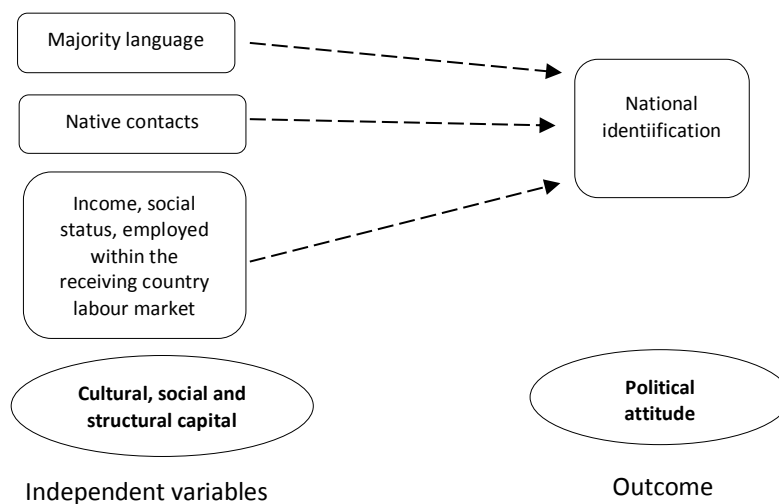 Majority language
Native contacts
Income, social
status, employed
within the
receiving country
labour market
National
identiification
Cultural, social and
structural capital
Political
attitude
Independent variables
Outcome